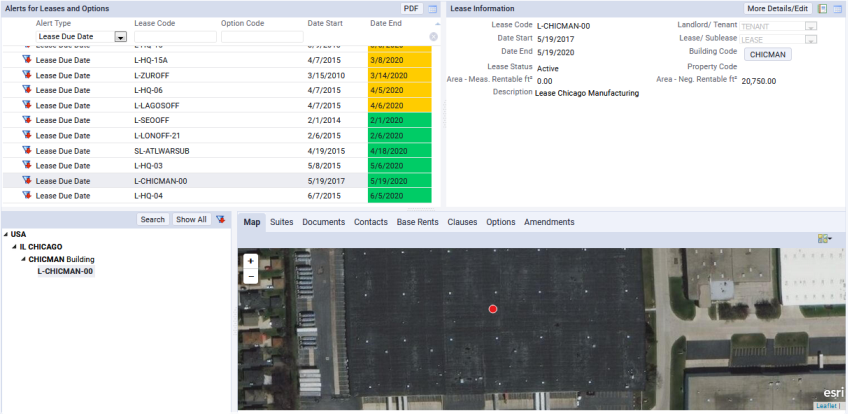 Alerts for Leases and Options PDF
Alert Type Lease Code Option Code Date Start Date End
Lease Due Date
Lease Due Date L-HQ-15A 4/7/2015 3/8/2020
Lease Due Date L-ZUROFF 3/15/2010 3/14/2020
Lease Due Date L-HQ-06 4/7/2015 4/5/2020
Lease Due Date L-LAGOSOFF 4/7/2015 4/6/2020
Lease Due Date L-SEOOFF 2/1/2014 2/1/2020
Lease Due Date L-LONOFF-21 2/6/2015 2/6/2020
Lease Due Date SL-ATLWARSUB 4/19/2015 4/18/2020
Lease Due Date L-HQ-03 5/8/2015 5/6/2020
Lease Due Date L-CHICMAN-00 5/19/2017 5/19/2020
Lease Due Date L-HQ-04 6/7/2015 6/5/2020
Lease Information More Details/Edit
Lease Code L-CHICMAN-00 Landlord/ Tenant TENANT
Date Start 5/19/2017 Lease/ Sublease LEASE
Date End 5/19/2020 Building Code CHICMAN
Lease Status Active Property Code
Area - Meas. Rentable ft² 0.00 Area - Neg. Rentable ft² 20,750.00
Description Lease Chicago Manufacturing
Search Show All
USA
IL CHICAGO
CHICMAN Building
L-CHICMAN-00
Map Suites Documents Contacts Base Rents Clauses Options Amendments
+
−
esri
Leaflet |